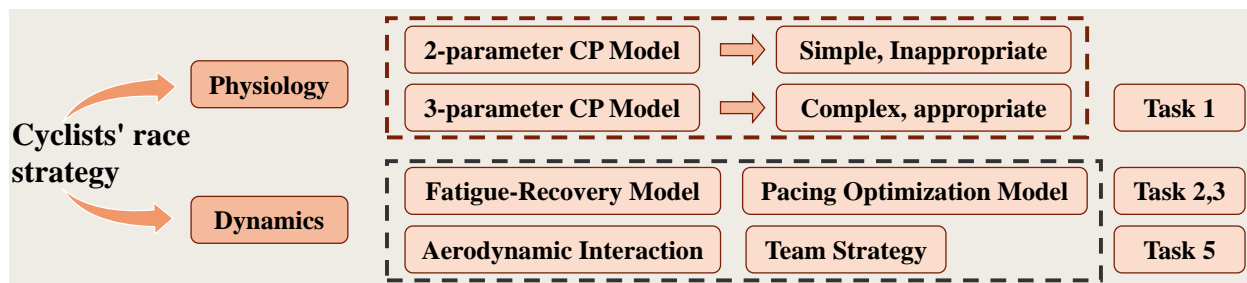 Cyclists' race
strategy
Physiology
Dynamics
2-parameter CP Model
Simple, Inappropriate
3-parameter CP Model
Complex, appropriate
Task 1
Fatigue-Recovery Model
Pacing Optimization Model
Task 2,3
Aerodynamic Interaction
Team Strategy
Task 5